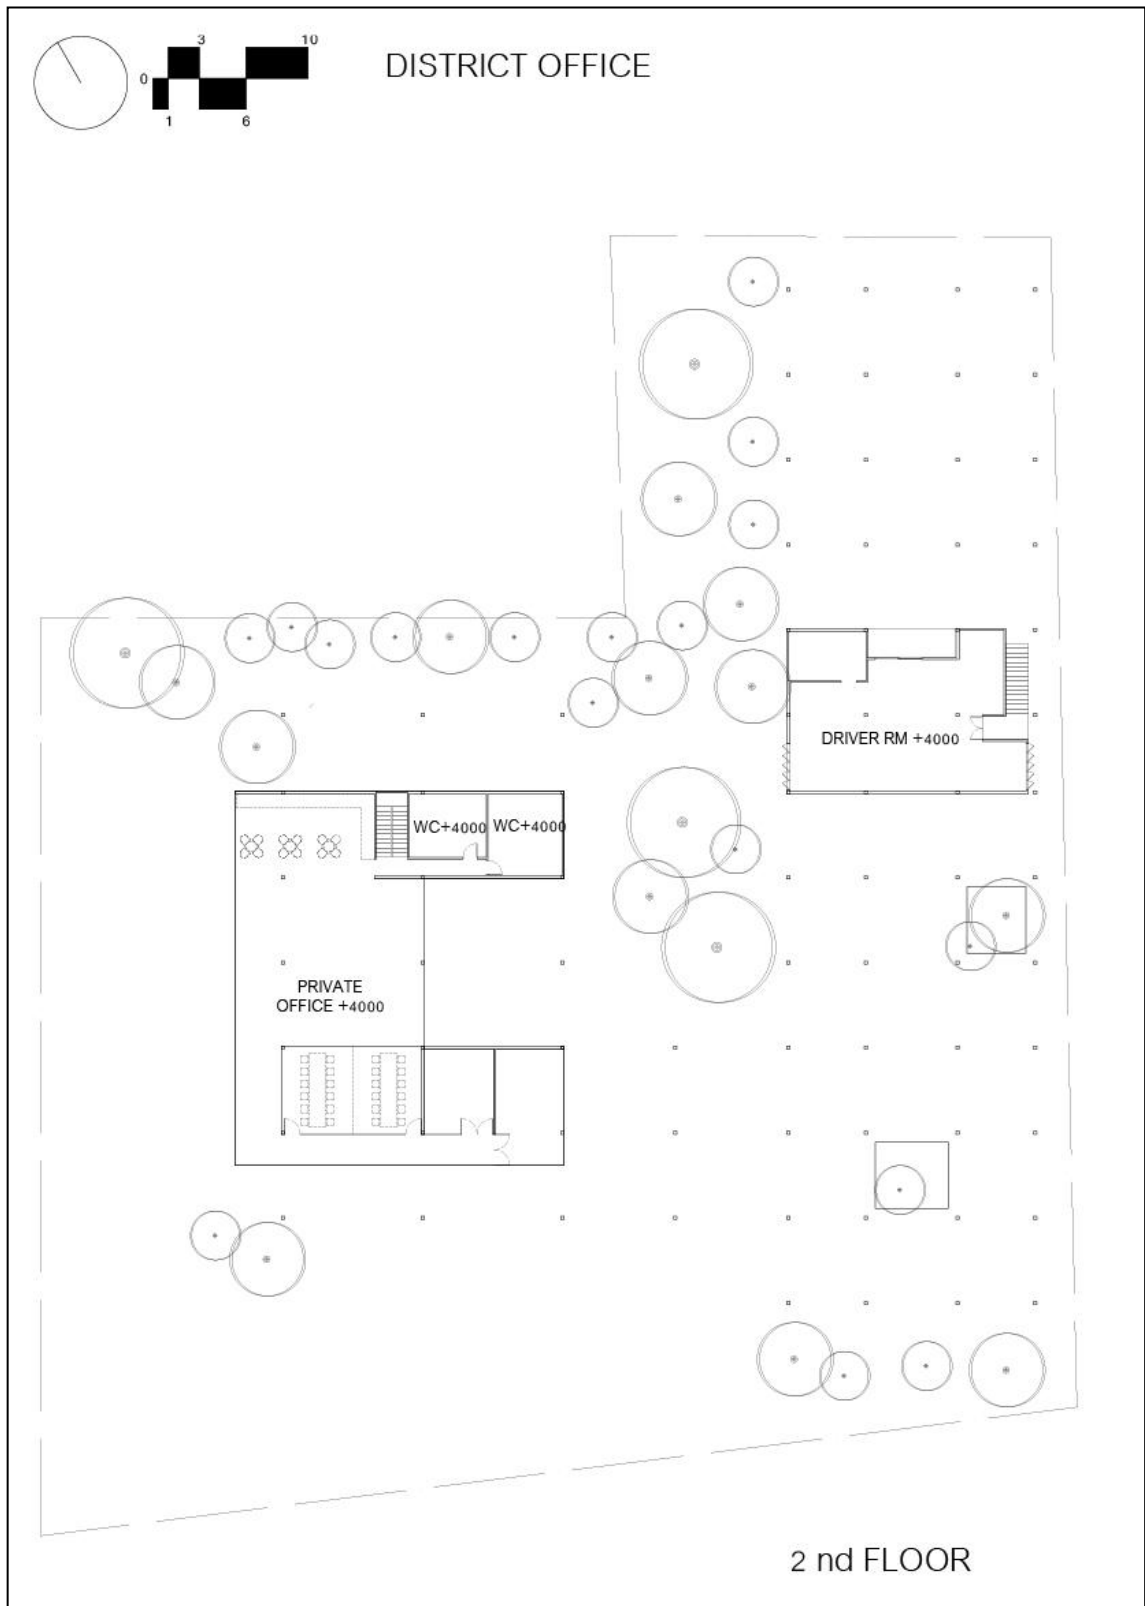 3 10
0
1 6
DISTRICT OFFICE
DRIVER RM +4000
WC+4000 WC+4000
PRIVATE
OFFICE +4000
2 nd FLOOR